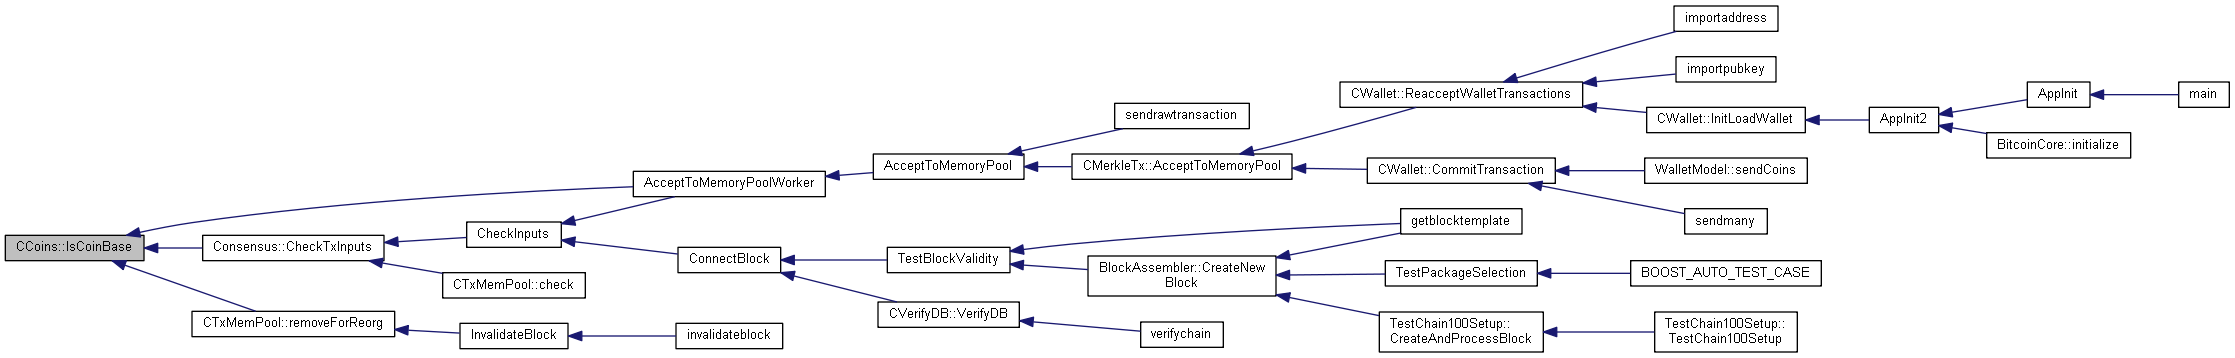 importaddress
importpubkey
CWallet::ReacceptWalletTransactions
AppInit
main
sendrawtransaction
CWallet::InitLoadWallet
AppInit2
BitcoinCore::initialize
AcceptToMemoryPool
CMerkleTx::AcceptToMemoryPool
CWallet::CommitTransaction
WalletModel::sendCoins
AcceptToMemoryPoolWorker
sendmany
getblocktemplate
CheckInputs
CCoins::IsCoinBase
Consensus::CheckTxInputs
ConnectBlock
TestBlockValidity
BlockAssembler::CreateNew
Block
TestPackageSelection
BOOST_AUTO_TEST_CASE
CTxMemPool::check
CVerifyDB::VerifyDB
CTxMemPool::removeForReorg
InvalidateBlock
invalidateblock
verifychain
TestChain100Setup::
CreateAndProcessBlock
TestChain100Setup::
TestChain100Setup